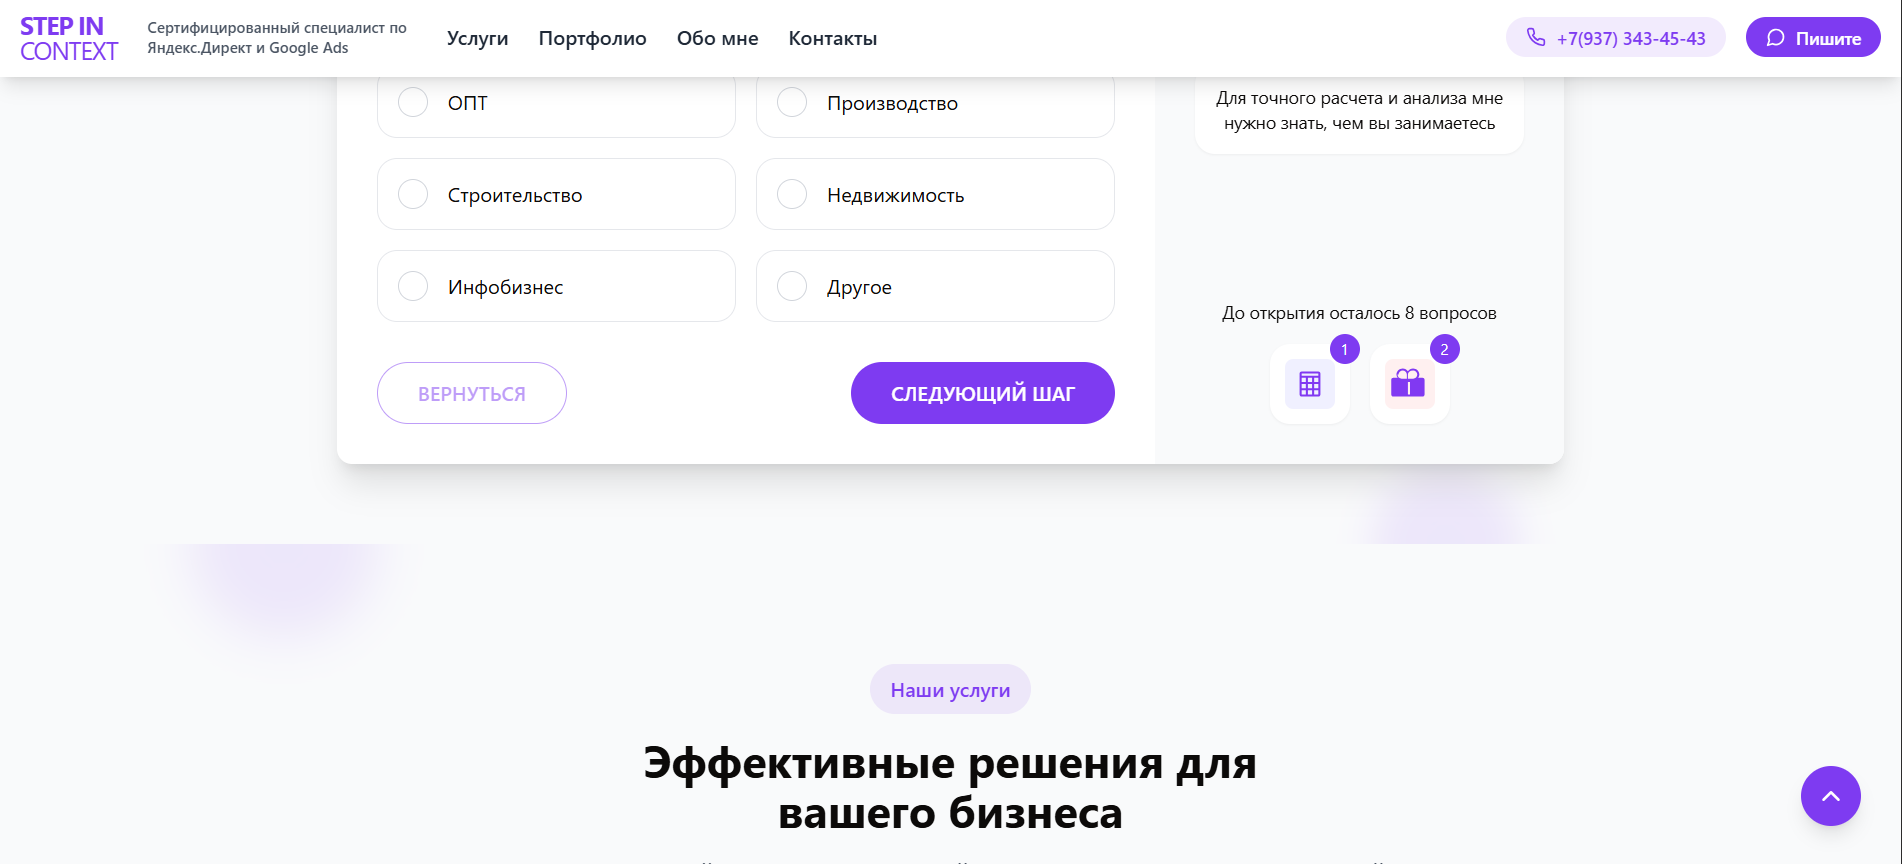 STEP IN
CONTEXT
Сертифицированный специалист по
Яндекс.Директ и Google Ads
Услуги
Портфолио
Обо мне
Контакты
+7(937) 343-45-43
Пишите
ОПТ
Производство
Строительство
Недвижимость
Инфобизнес
Другое
ВЕРНУТЬСЯ
СЛЕДУЮЩИЙ ШАГ
Для точного расчета и анализа мне
нужно знать, чем вы занимаетесь
До открытия осталось 8 вопросов
1
2
Наши услуги
Эффективные решения для
вашего бизнеса